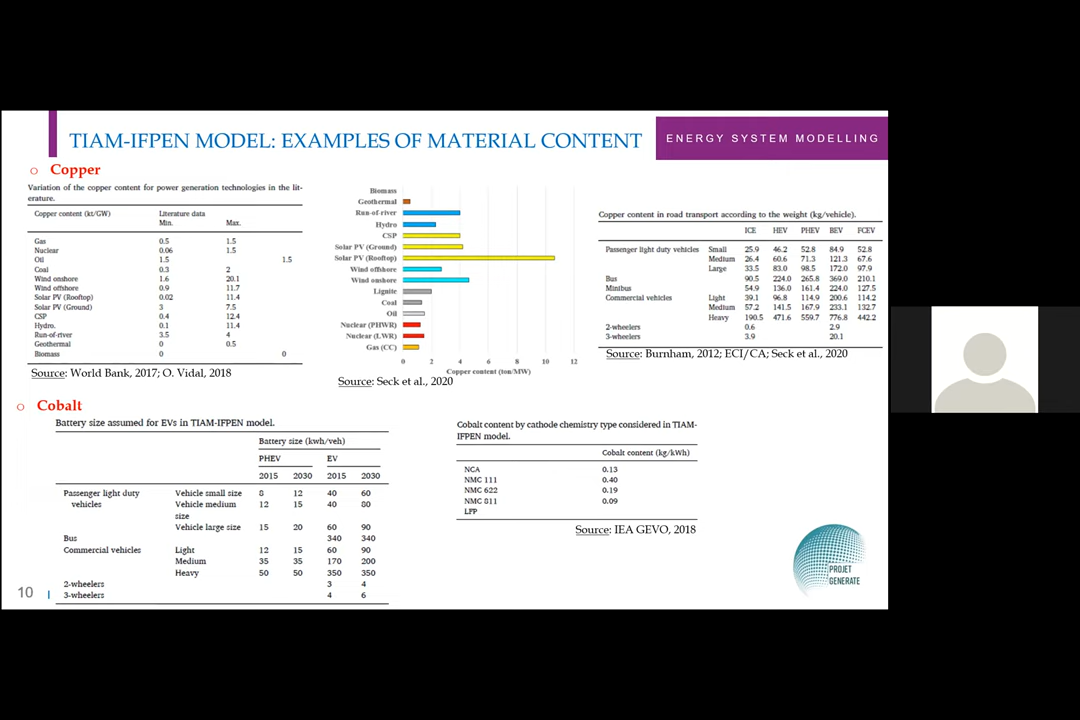 TIAM-IFPEN MODEL: EXAMPLES OF MATERIAL CONTENT
ENERGY SYSTEM MODELLING
o Copper
Variation of the copper content for power generation technologies in the lit-
erature.
Copper content (kt/GW) Literature data
Min. Max.
Gas 0.5 1.5
Nuclear 0.06 1.5
Oil 1.5 1.5
Coal 0.3 2
Wind onshore 1.6 20.1
Wind offshore 0.9 11.7
Solar PV (Rooftop) 0.02 11.4
Solar PV (Ground) 3 7.5
CSP 0.4 12.4
Hydro. 0.1 11.4
Run-of-river 3.5 4
Geothermal 0 0.5
Biomass 0 0
Source: World Bank, 2017; O. Vidal, 2018
Biomass
Geothermal
Run-of-river
Hydro
CSP
Solar PV (Ground)
Solar PV (Rooftop)
Wind offshore
Wind onshore
Lignite
Coal
Oil
Nuclear (PHWR)
Nuclear (LWR)
Gas (CC)
0 2 4 6 8 10 12
Copper content (ton/MW)
Source: Seck et al., 2020
Copper content in road transport according to the weight (kg/vehicle).
ICE HEV PHEV BEV FCEV
Passenger light duty vehicles Small 25.9 46.2 52.8 84.9 52.8
Medium 26.4 60.6 71.3 121.3 67.6
Large 33.5 83.0 98.5 172.0 97.9
Bus 90.5 224.0 265.8 369.0 210.1
Minibus 54.9 136.0 161.4 224.0 127.5
Commercial vehicles Light 39.1 96.8 114.9 200.6 114.2
Medium 57.2 141.5 167.9 233.1 132.7
Heavy 190.5 471.6 559.7 776.8 442.2
2-wheelers 0.6 2.9
3-wheelers 3.9 20.1
Source: Burnham, 2012; ECI/CA; Seck et al., 2020
o Cobalt
Battery size assumed for EVs in TIAM-IFPEN model.
Battery size (kwh/veh)
PHEV EV
2015 2030 2015 2030
Passenger light duty Vehicle small size 8 12 40 60
vehicles Vehicle medium 12 15 40 80
size
Vehicle large size 15 20 60 90
Bus 340 340
Commercial vehicles Light 12 15 60 90
Medium 35 35 170 200
Heavy 50 50 350 350
2-wheelers 3 4
3-wheelers 4 6
Cobalt content by cathode chemistry type considered in TIAM-
IFPEN model.
Cobalt content (kg/kWh)
NCA 0.13
NMC 111 0.40
NMC 622 0.19
NMC 811 0.09
LFP
Source: IEA GEVO, 2018
PROJET
GENERATE
10